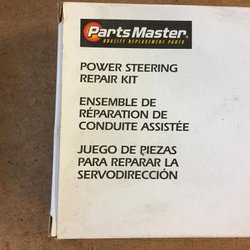 PartsMaster
QUALITY REPLACEMENT PARTS
POWER STEERING
REPAIR KIT
ENSEMBLE DE
RÉPARATION DE
CONDUITE ASSISTÉE
JUEGO DE PIEZAS
PARA REPARAR LA
SERVODIRECCIÓN